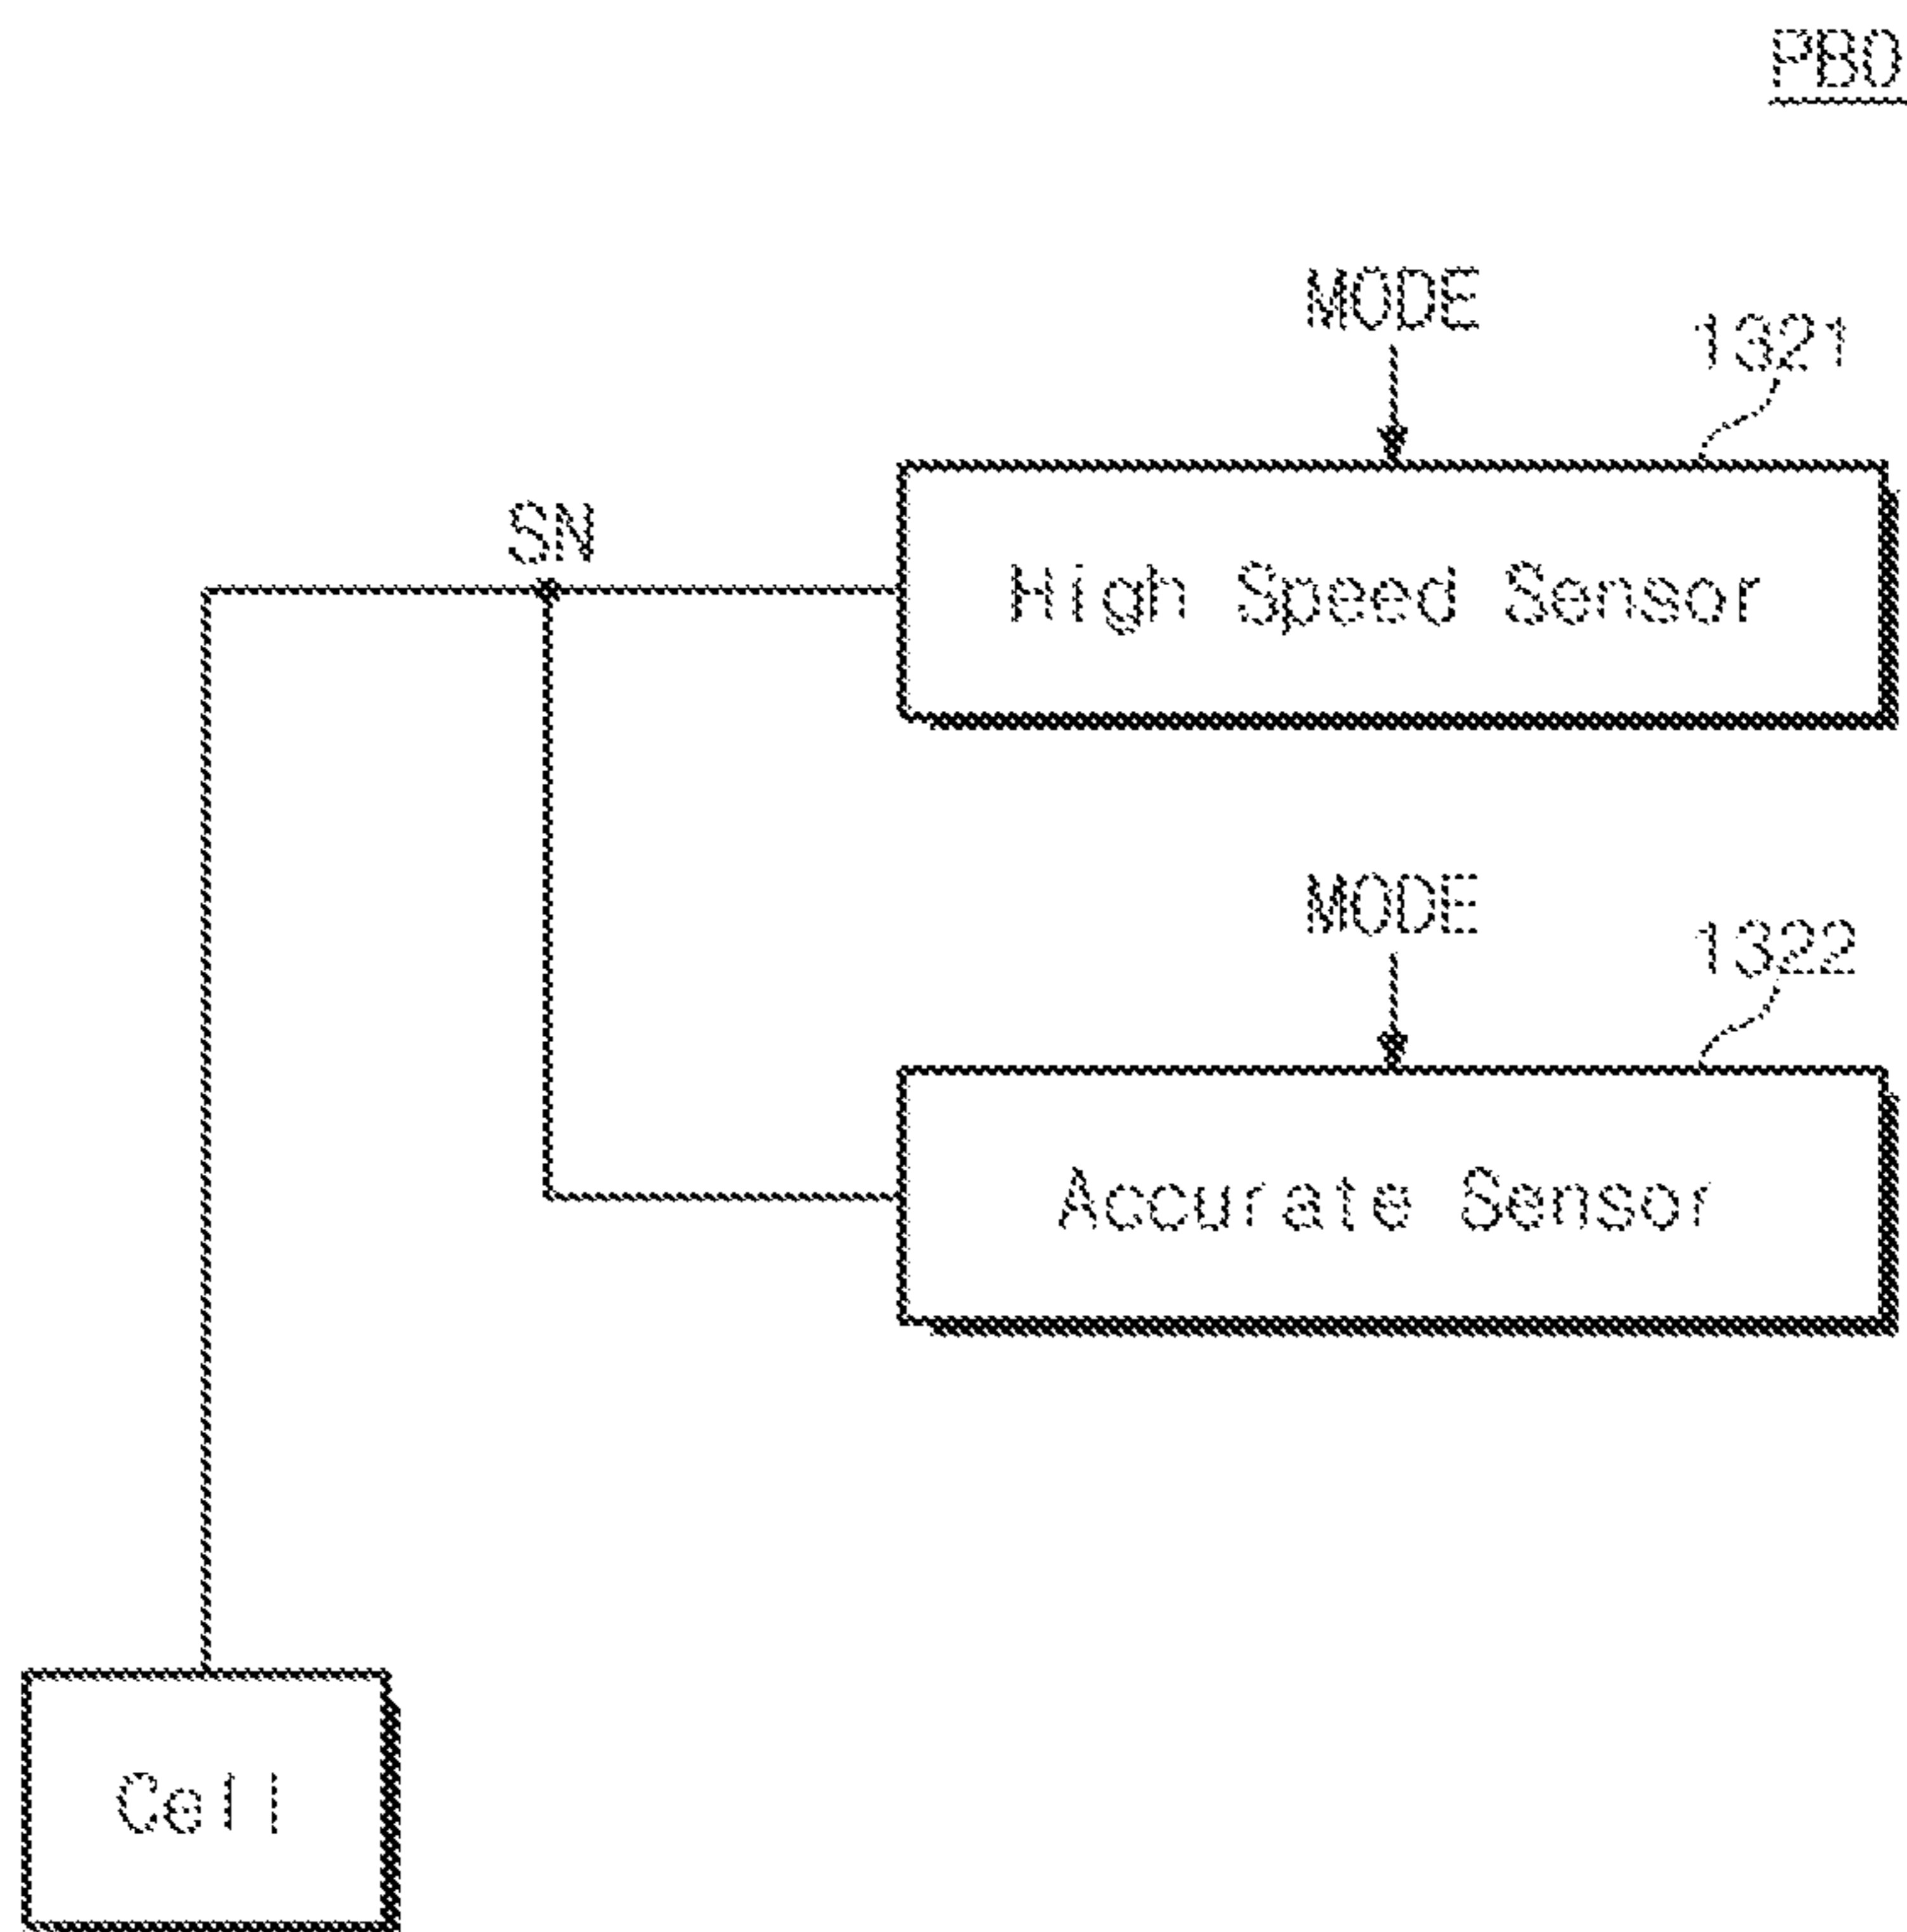 PB0
MODE
1321
SN
High Speed Sensor
MODE
1322
Accurate Sensor
Cell